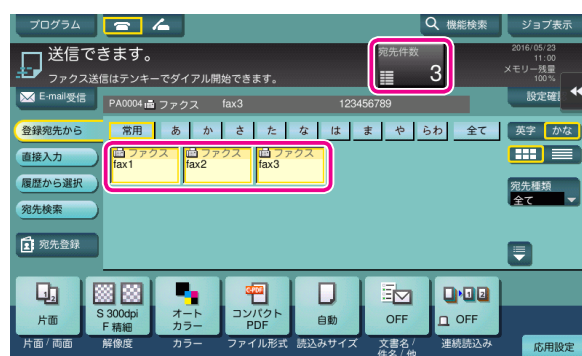 プログラム
機能検索
ジョブ表示
送信できます。
ファクス送信はテンキーでダイアル開始できます。
宛先件数
3
2016/05/23
11:00
メモリー残量
100%
E-mail受信
PA0004 ファクス fax3 123456789
設定確認
登録宛先から
常用 あ か さ た な は ま や らわ 全て
英字 かな
直接入力
履歴から選択
宛先検索
宛先登録
ファクス
fax1
ファクス
fax2
ファクス
fax3
宛先種類
全て
片面
片面/両面
S 300dpi
F 精細
解像度
オート
カラー
カラー
cPDF
コンパクト
PDF
ファイル形式
自動
読込みサイズ
OFF
文書名/
件名/他
OFF
連続読込み
応用設定